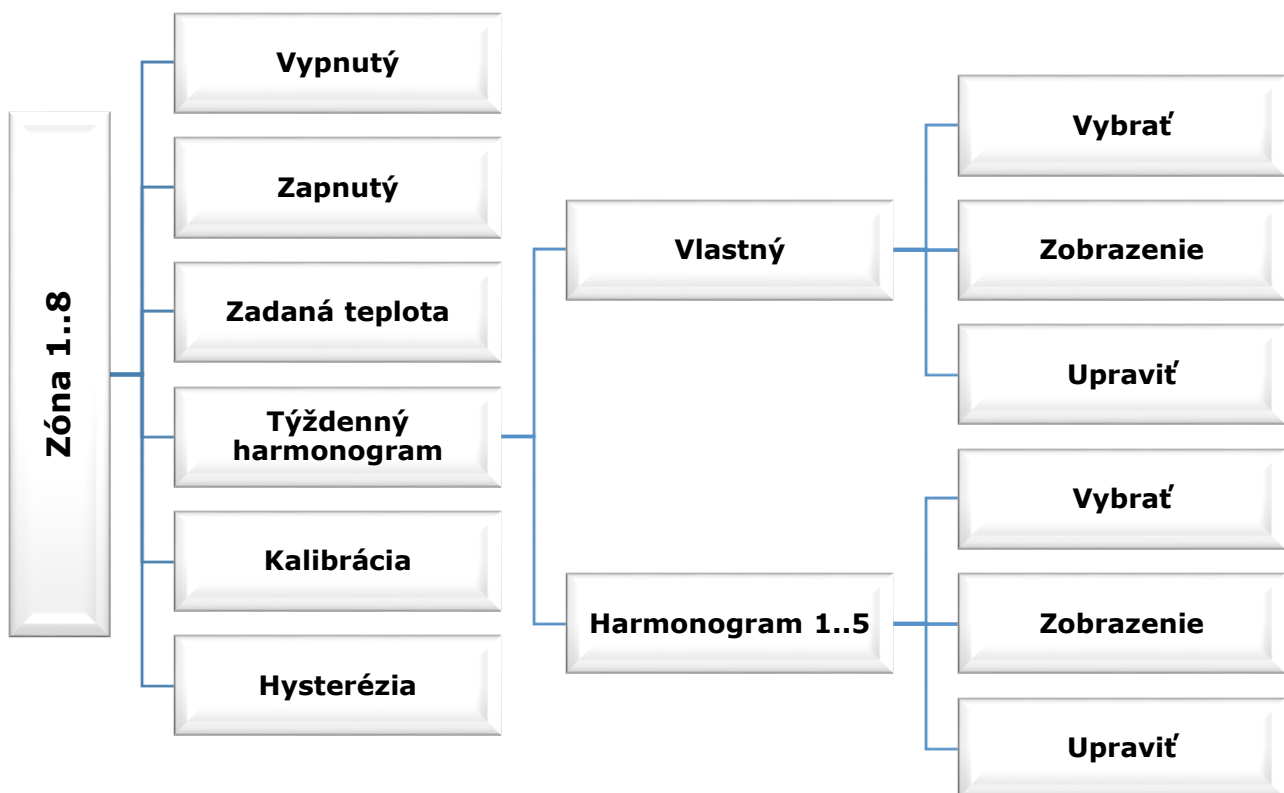 Zóna 1..8
Vypnutý
Zapnutý
Zadaná teplota
Týždenný
harmonogram
Kalibrácia
Hysterézia
Vlastný
Harmonogram 1..5
Vybrať
Zobrazenie
Upraviť
Vybrať
Zobrazenie
Upraviť